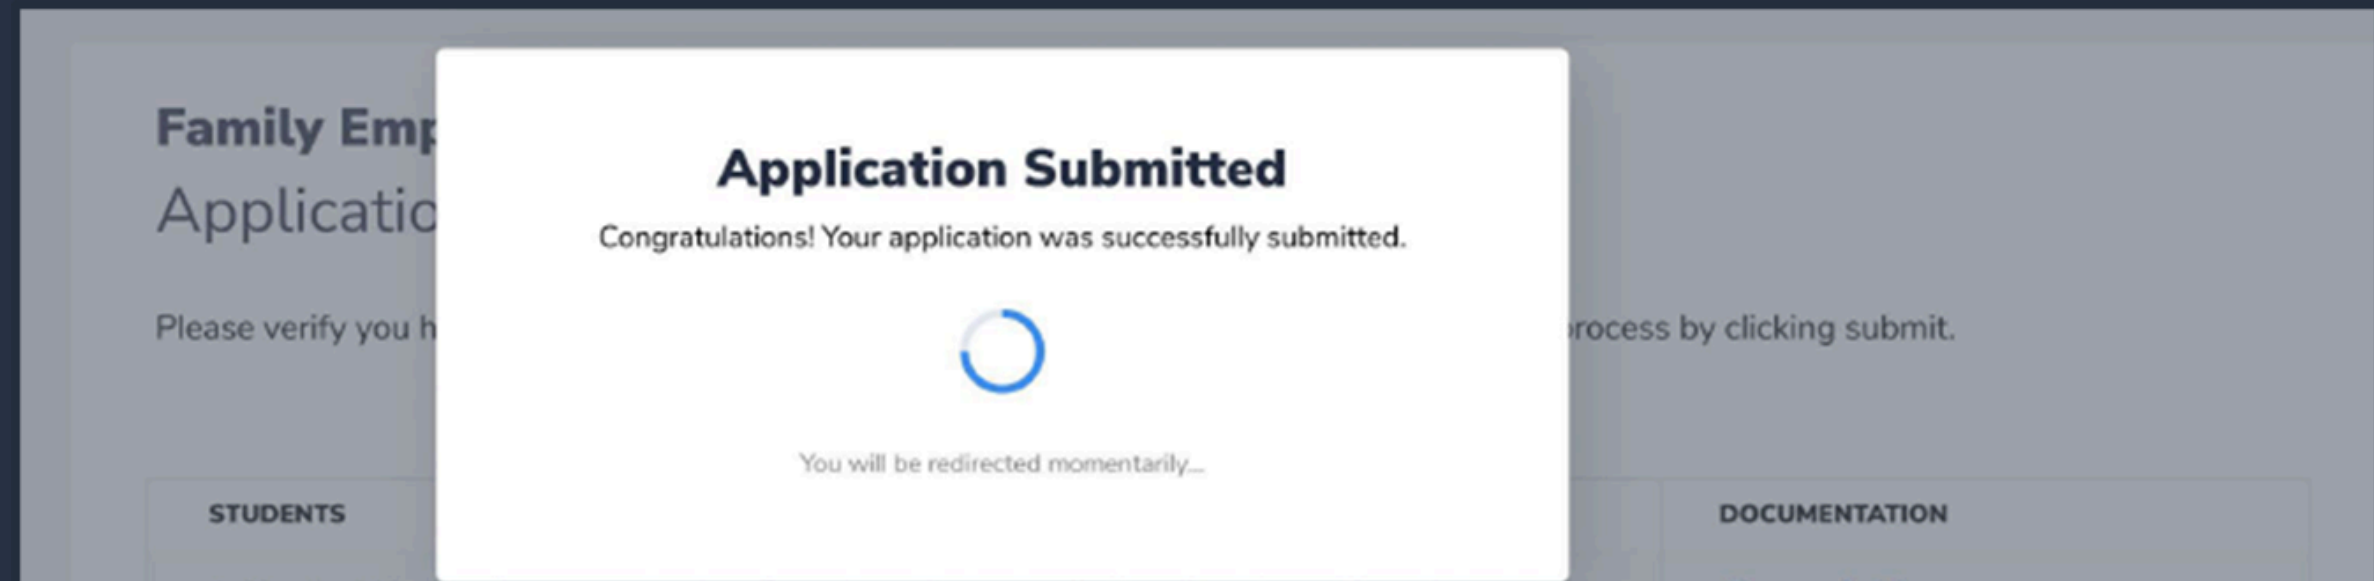 Family Emp
Applicatio
Application Submitted
Congratulations! Your application was successfully submitted.
Please verify you h
rocess by clicking submit.
You will be redirected momentarily...
STUDENTS
DOCUMENTATION